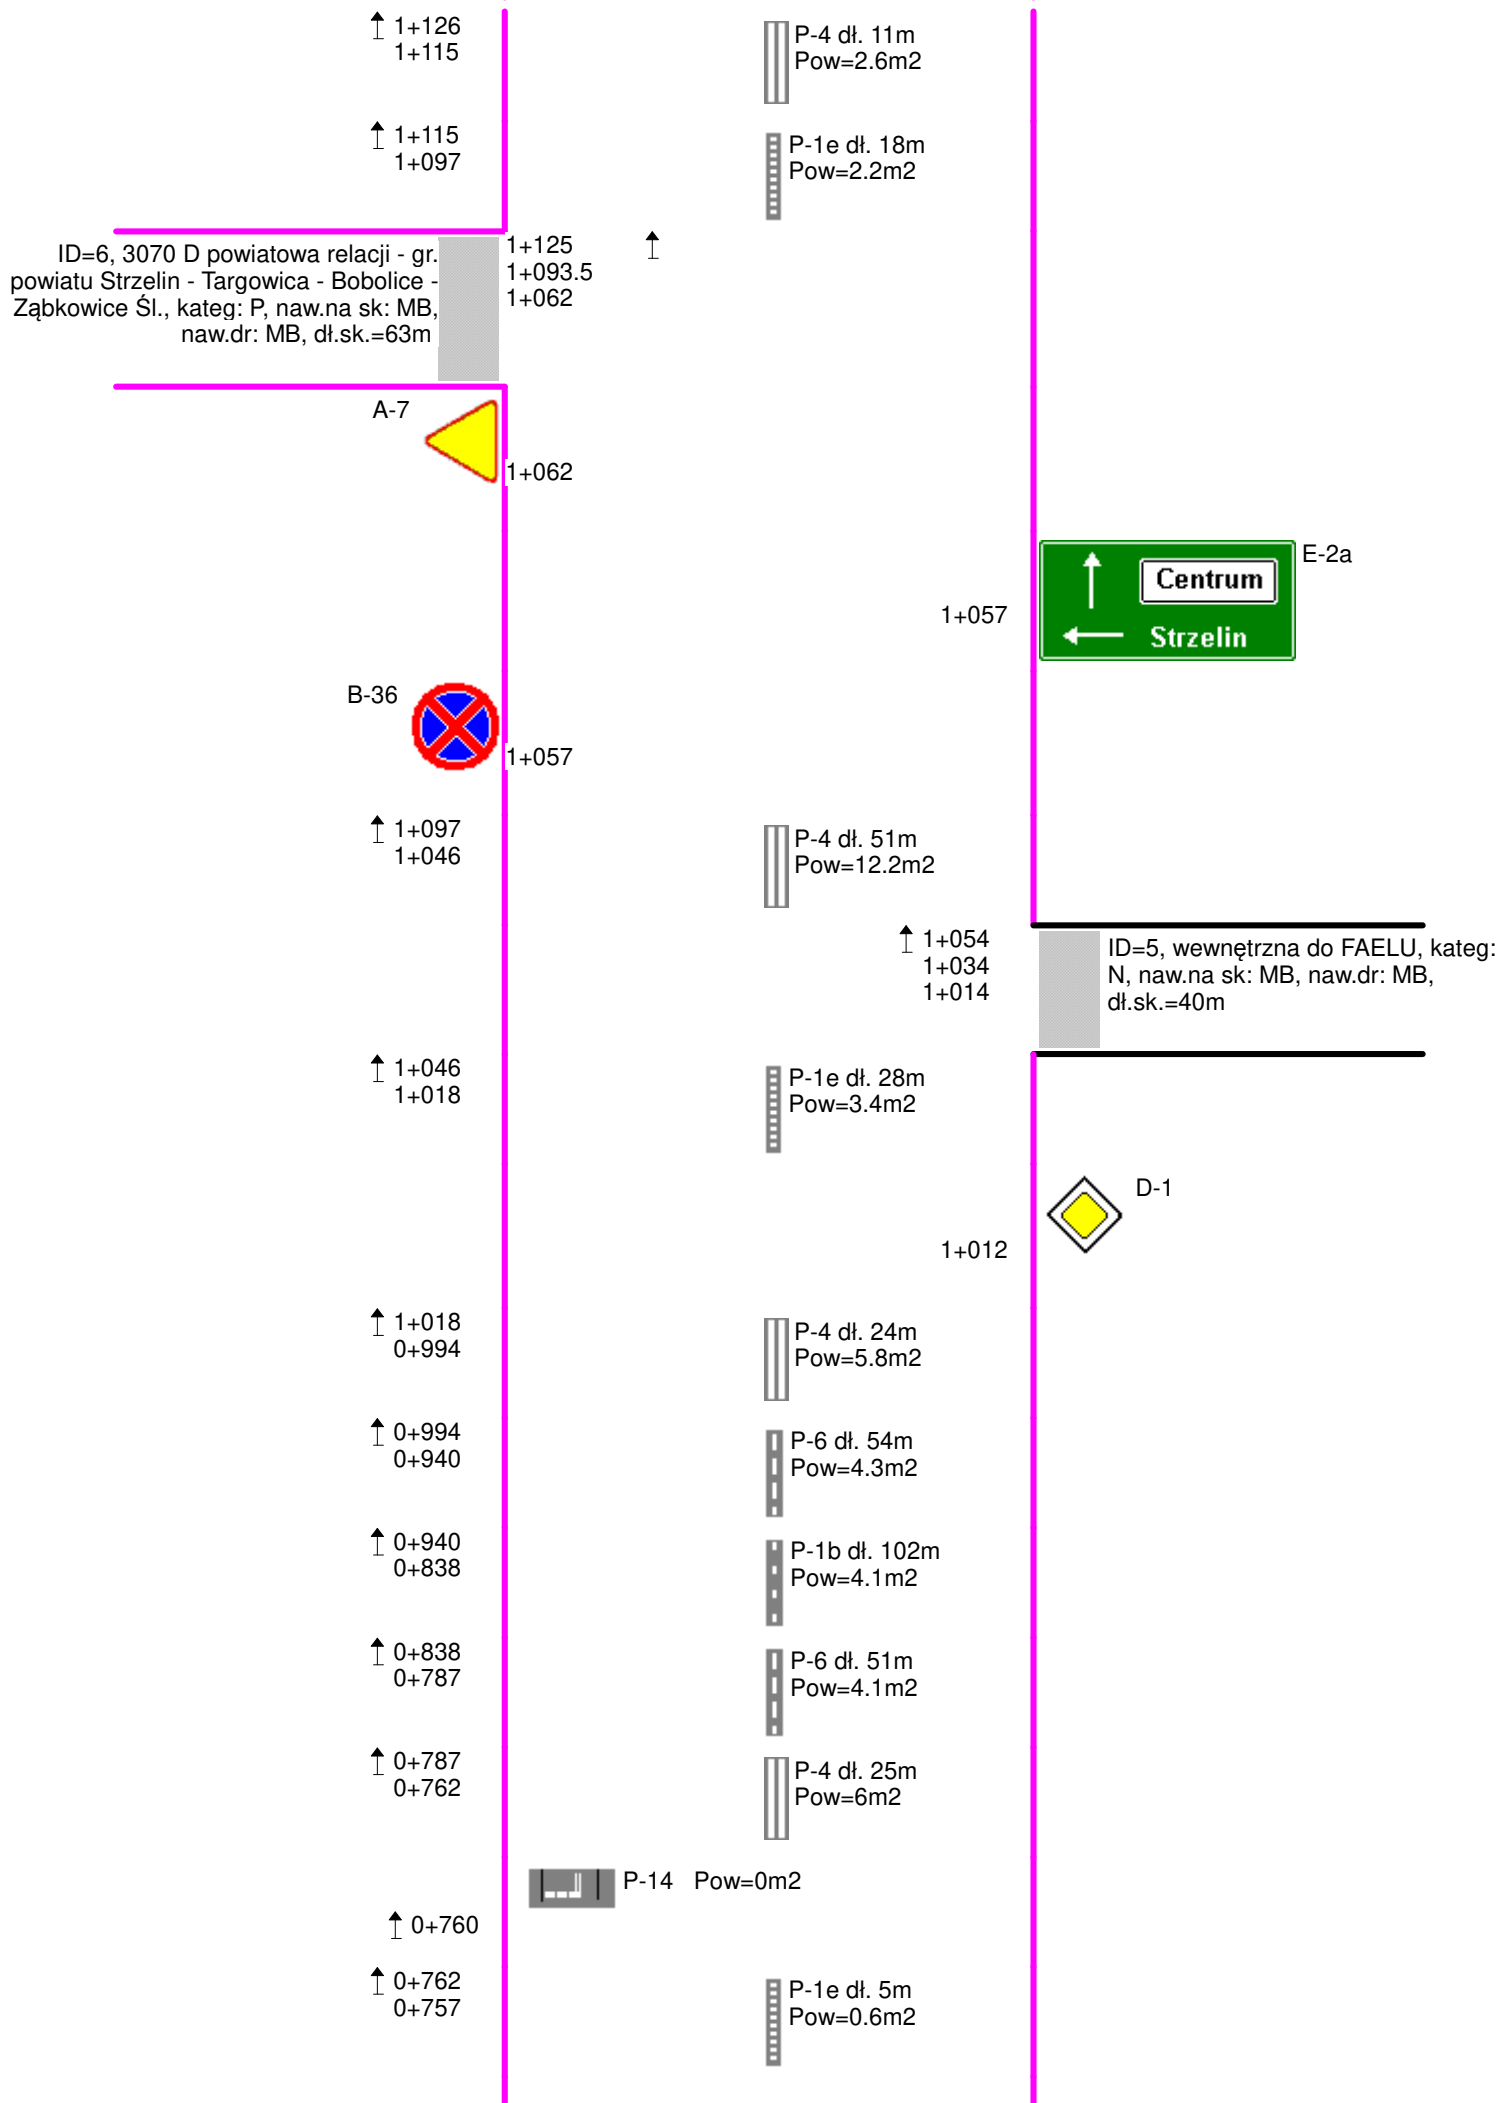 1+126
1+115
P-4 dł. 11m
Pow=2.6m2
1+115
1+097
P-1e dł. 18m
Pow=2.2m2
ID=6, 3070 D powiatowa relacji - gr.
powiatu Strzelin - Targowica - Bobolice -
Ząbkowice Śl., kateg: P, naw.na sk: MB,
naw.dr: MB, dł.sk.=63m
1+125
1+093.5
1+062
A-7
1+062
E-2a
Centrum
Strzelin
1+057
B-36
1+057
1+097
1+046
P-4 dł. 51m
Pow=12.2m2
1+054
1+034
1+014
ID=5, wewnętrzna do FAELU, kateg:
N, naw.na sk: MB, naw.dr: MB,
dł.sk.=40m
1+046
1+018
P-1e dł. 28m
Pow=3.4m2
D-1
1+012
1+018
0+994
P-4 dł. 24m
Pow=5.8m2
0+994
0+940
P-6 dł. 54m
Pow=4.3m2
0+940
0+838
P-1b dł. 102m
Pow=4.1m2
0+838
0+787
P-6 dł. 51m
Pow=4.1m2
0+787
0+762
P-4 dł. 25m
Pow=6m2
P-14 Pow=0m2
0+760
0+762
0+757
P-1e dł. 5m
Pow=0.6m2